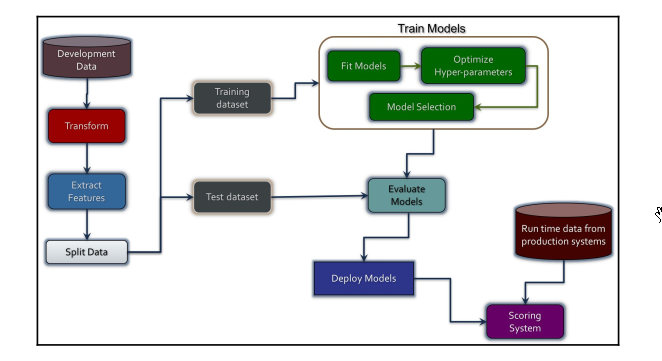 Train Models
Development
Data
Fit Models
Optimize
Hyper-parameters
Training
dataset
Model Selection
Transform
Extract
Features
Test dataset
Evaluate
Models
Run time data from
production systems
Split Data
Deploy Models
Scoring
System